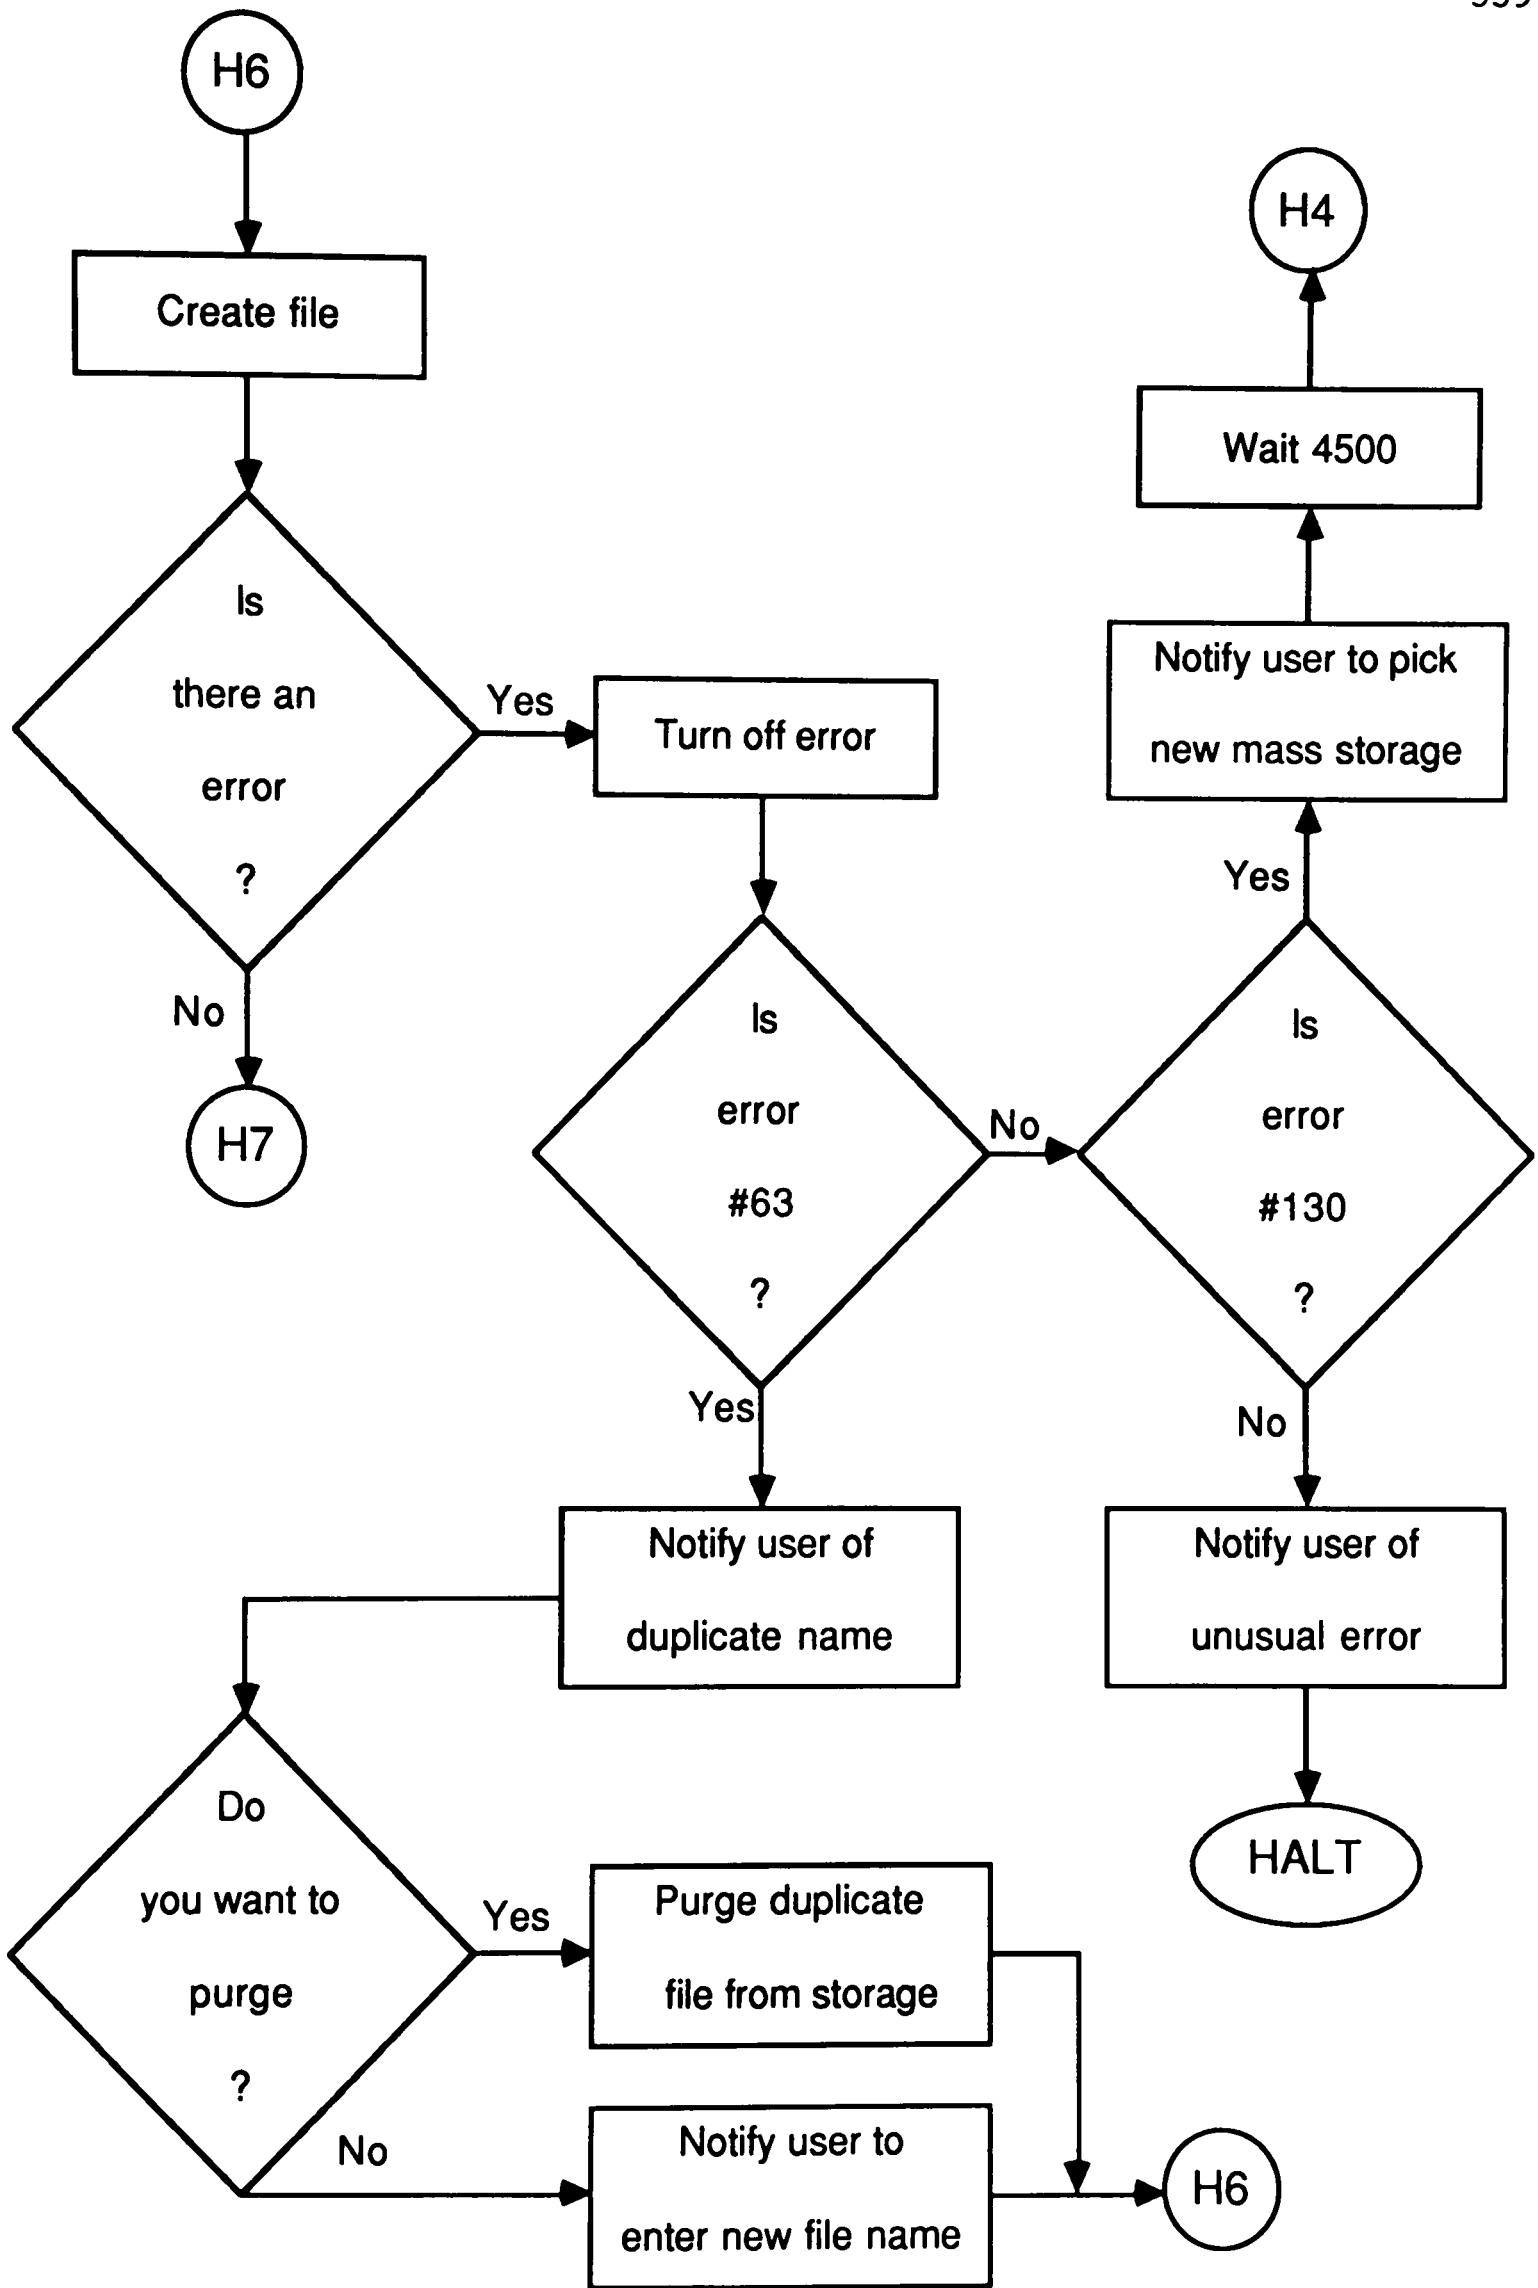 H6
Create file
Is
there an
error
?
Yes
No
H7
Turn off error
Is
error
#63
?
No
Yes
Is
error
#130
?
Yes
Notify user to pick
new mass storage
Wait 4500
H4
No
Notify user of
unusual error
HALT
Notify user of
duplicate name
Do
you want to
purge
?
Yes
Purge duplicate
file from storage
No
Notify user to
enter new file name
H6